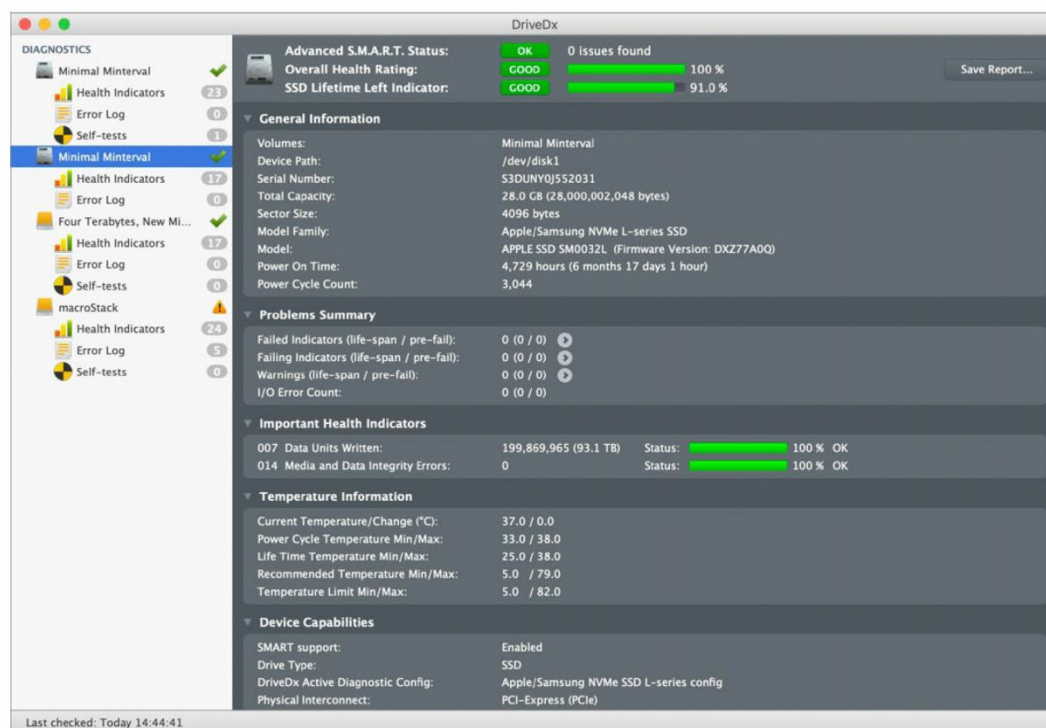 DriveDx
DIAGNOSTICS
Minimal Minterval
Health Indicators 23
Error Log 0
Self-tests 1
Minimal Minterval
Health Indicators 17
Error Log 0
Four Terabytes, New Mi...
Health Indicators 17
Error Log 0
Self-tests 0
macroStack
Health Indicators 24
Error Log 5
Self-tests 0
Advanced S.M.A.R.T. Status: OK 0 issues found
Overall Health Rating: GOOD 100 %
SSD Lifetime Left Indicator: GOOD 91.0 %
Save Report...
General Information
Volumes: Minimal Minterval
Device Path: /dev/disk1
Serial Number: S3DUNY0J552031
Total Capacity: 28.0 GB (28,000,002,048 bytes)
Sector Size: 4096 bytes
Model Family: Apple/Samsung NVMe L-series SSD
Model: APPLE SSD SM0032L (Firmware Version: DXZ77A0Q)
Power On Time: 4,729 hours (6 months 17 days 1 hour)
Power Cycle Count: 3,044
Problems Summary
Failed Indicators (life-span / pre-fail): 0 (0 / 0)
Failing Indicators (life-span / pre-fail): 0 (0 / 0)
Warnings (life-span / pre-fail): 0 (0 / 0)
I/O Error Count: 0 (0 / 0)
Important Health Indicators
007 Data Units Written: 199,869,965 (93.1 TB) Status: 100 % OK
014 Media and Data Integrity Errors: 0 Status: 100 % OK
Temperature Information
Current Temperature/Change (°C): 37.0 / 0.0
Power Cycle Temperature Min/Max: 33.0 / 38.0
Life Time Temperature Min/Max: 25.0 / 38.0
Recommended Temperature Min/Max: 5.0 / 79.0
Temperature Limit Min/Max: 5.0 / 82.0
Device Capabilities
SMART support: Enabled
Drive Type: SSD
DriveDx Active Diagnostic Config: Apple/Samsung NVMe SSD L-series config
Physical Interconnect: PCI-Express (PCIe)
Last checked: Today 14:44:41